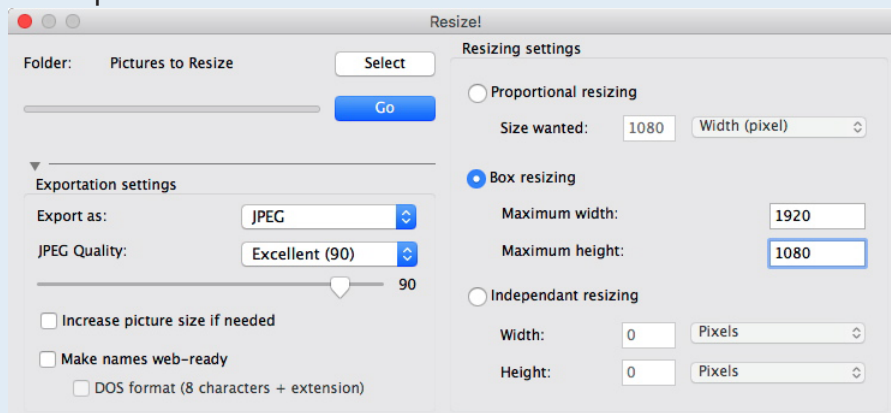 Resize!
Folder: Pictures to Resize Select
Go
Exportation settings
Export as: JPEG
JPEG Quality: Excellent (90)
90
Increase picture size if needed
Make names web-ready
DOS format (8 characters + extension)
Resizing settings
Proportional resizing
Size wanted: 1080 Width (pixel)
Box resizing
Maximum width: 1920
Maximum height: 1080
Independant resizing
Width: 0 Pixels
Height: 0 Pixels